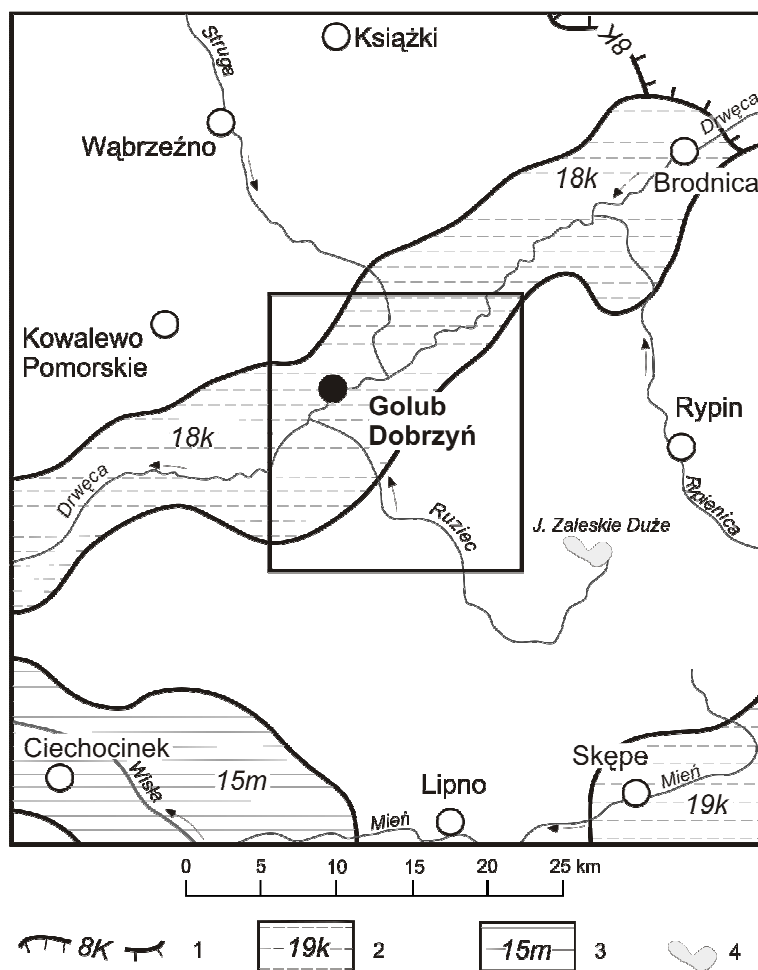 Struga
Książki
8K
Drwęca
Wąbrzeźno
18k
Brodnica
Kowalewo
Pomorskie
Golub
Dobrzyń
Rypin
18k
Drwęca
Ruziec
Rypienica
J. Załeskie Duże
Ciechocinek
Wisła
15m
Skępe
Lipno
Mień
Mień
19k
0 5 10 15 20 25 km
8K 1 19k 2 15m 3 4